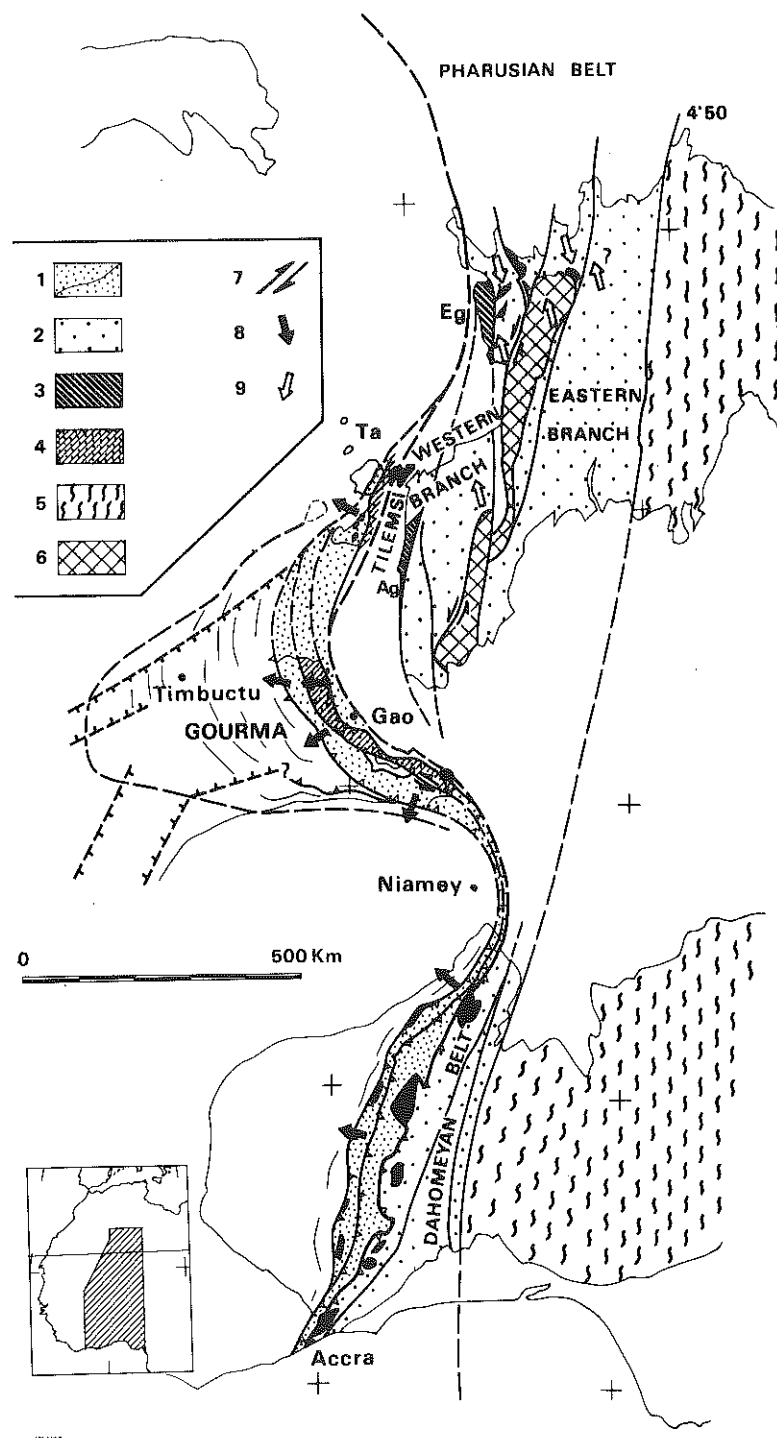 PHARUSIAN BELT
4°50
1
2
3
4
5
6
7
8
9
?
Eg
Ta
WESTERN
BRANCH
EASTERN
BRANCH
TILEMSI
Ag
Timbuctu
GOURMA
Gao
?
Niamey
0 500 Km
DAHOMEYAN BELT
Accra